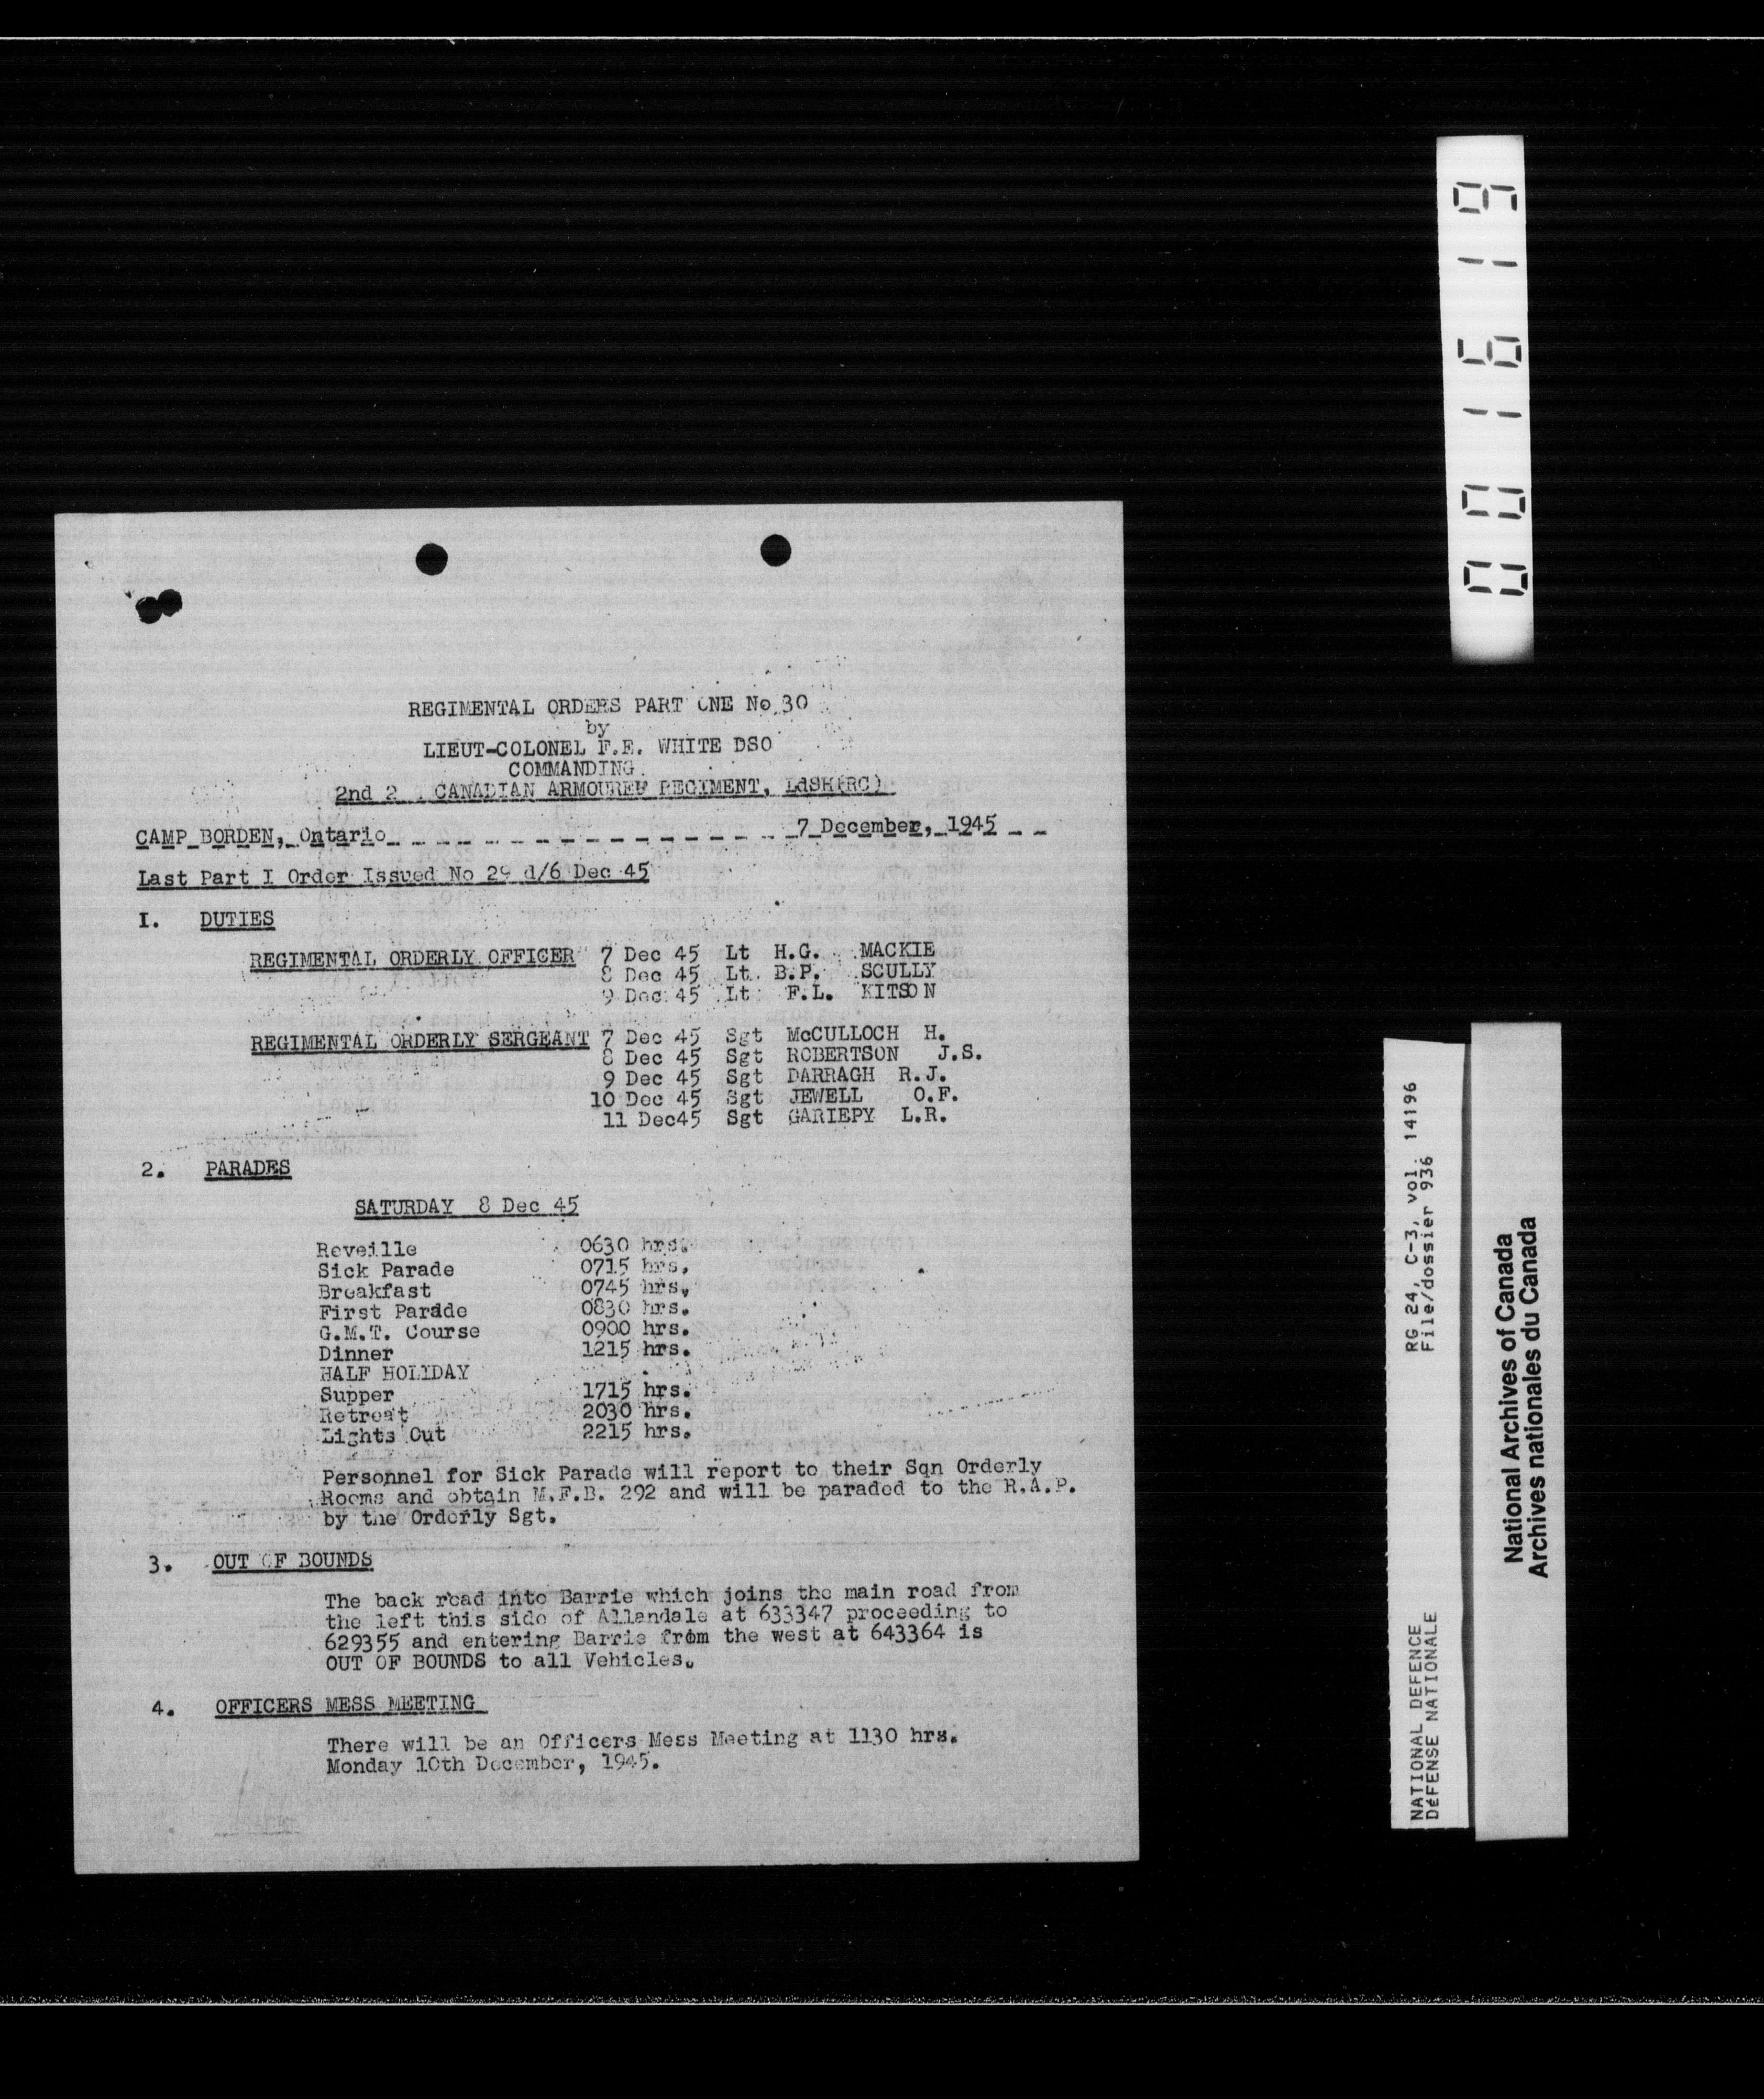 REGIMENTAL ORDERS PART ONE No 30
by
LIEUT-COLONEL F.E. WHITE DSO
COMMANDING
2nd 2 CANADIAN ARMOURED REGIMENT, LdSH(RC)
CAMP BORDEN, Ontario _ _ _ _ _ _ _ _ _ _ _ _ _ _ _ 7 December, 1945 _ _
Last Part I Order Issued No 29 d/6 Dec 45
I. DUTIES
REGIMENTAL ORDERLY OFFICER 7 Dec 45 Lt H.G. MACKIE
8 Dec 45 Lt. B.P. SCULLY
9 Dec 45 Lt F.L. KITSON
REGIMENTAL ORDERLY SERGEANT 7 Dec 45 Sgt McCULLOCH H.
8 Dec 45 Sgt ROBERTSON J.S.
9 Dec 45 Sgt DARRAGH R.J.
10 Dec 45 Sgt JEWELL O.F.
11 Dec45 Sgt GARIEPY L.R.
2. PARADES
SATURDAY 8 Dec 45
Reveille 0630 hrs.
Sick Parade 0715 hrs.
Breakfast 0745 hrs.
First Parade 0830 hrs.
G.M.T. Course 0900 hrs.
Dinner 1215 hrs.
HALF HOLIDAY
Supper 1715 hrs.
Retreat 2030 hrs.
Lights Out 2215 hrs.
Personnel for Sick Parade will report to their Sqn Orderly
Rooms and obtain M.F.B. 292 and will be paraded to the R.A.P.
by the Orderly Sgt.
3. OUT OF BOUNDS
The back road into Barrie which joins the main road from
the left this side of Allandale at 633347 proceeding to
629355 and entering Barrie from the west at 643364 is
OUT OF BOUNDS to all Vehicles.
4. OFFICERS MESS MEETING
There will be an Officers Mess Meeting at 1130 hrs.
Monday 10th December, 1945.
001619
NATIONAL DEFENCE RG 24, C-3, vol. 14196
DÉFENSE NATIONALE File/dossier 936
National Archives of Canada
Archives nationales du Canada